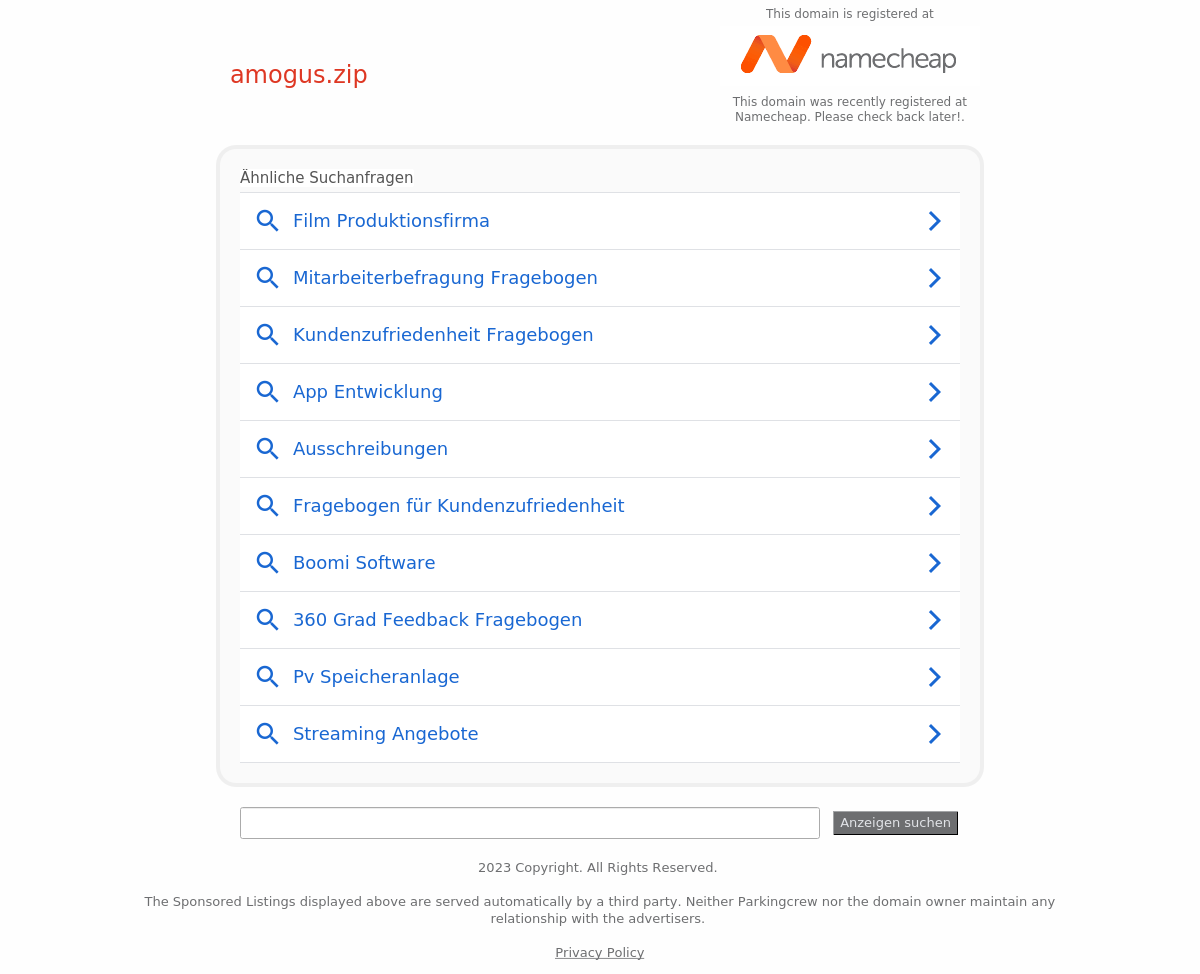 This domain is registered at
namecheap
amogus.zip
This domain was recently registered at
Namecheap. Please check back later!.
Ähnliche Suchanfragen
Film Produktionsfirma
Mitarbeiterbefragung Fragebogen
Kundenzufriedenheit Fragebogen
App Entwicklung
Ausschreibungen
Fragebogen für Kundenzufriedenheit
Boomi Software
360 Grad Feedback Fragebogen
Pv Speicheranlage
Streaming Angebote
Anzeigen suchen
2023 Copyright. All Rights Reserved.
The Sponsored Listings displayed above are served automatically by a third party. Neither Parkingcrew nor the domain owner maintain any
relationship with the advertisers.
Privacy Policy